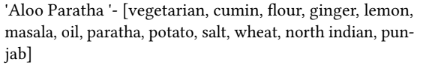 'Aloo Paratha '- [vegetarian, cumin, flour, ginger, lemon,
masala, oil, paratha, potato, salt, wheat, north indian, pun-
jab]